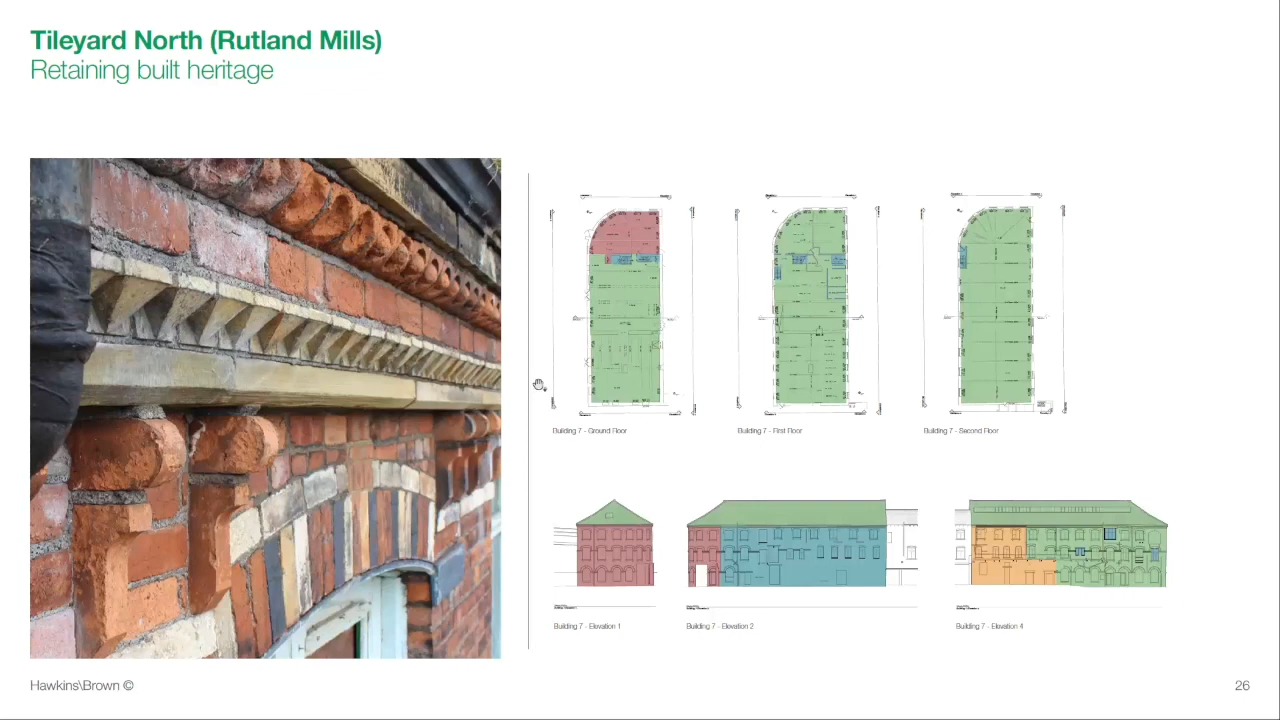 Tileyard North (Rutland Mills)
Retaining built heritage
Building 7 - Ground Floor
Building 7 - First Floor
Building 7 - Second Floor
Building 7 - Elevation 1
Building 7 - Elevation 2
Building 7 - Elevation 4
Hawkins\Brown ©
26